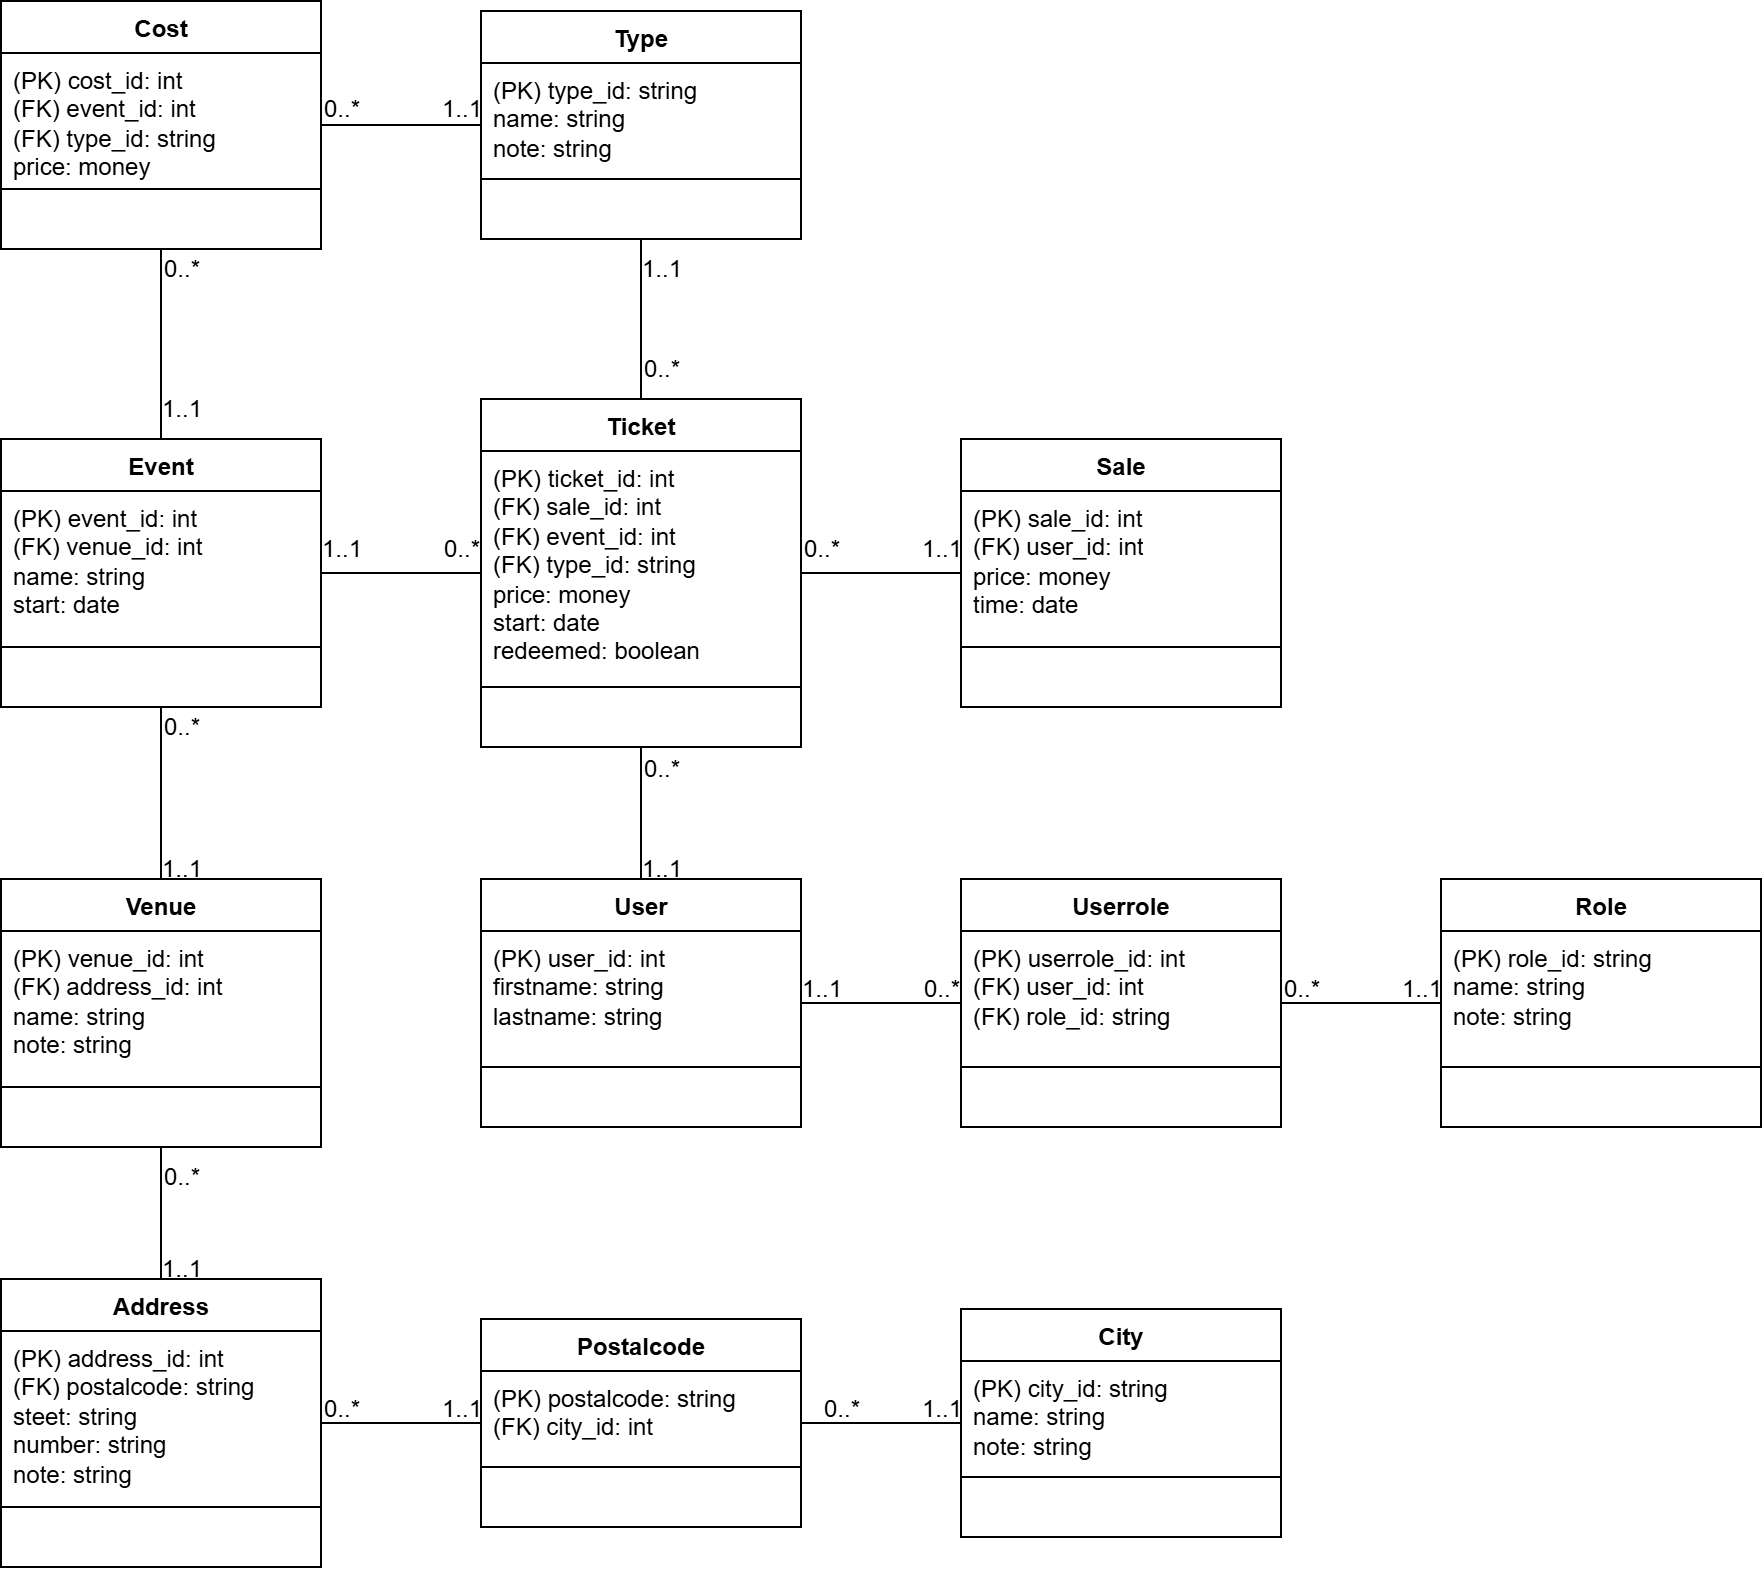 Cost
(PK) cost_id: int
(FK) event_id: int
(FK) type_id: string
price: money
0..*
1..1
Type
(PK) type_id: string
name: string
note: string
0..*
1..1
1..1
0..*
Event
(PK) event_id: int
(FK) venue_id: int
name: string
start: date
1..1
0..*
Ticket
(PK) ticket_id: int
(FK) sale_id: int
(FK) event_id: int
(FK) type_id: string
price: money
start: date
redeemed: boolean
0..*
1..1
Sale
(PK) sale_id: int
(FK) user_id: int
price: money
time: date
0..*
1..1
0..*
1..1
Venue
(PK) venue_id: int
(FK) address_id: int
name: string
note: string
User
(PK) user_id: int
firstname: string
lastname: string
1..1
0..*
Userrole
(PK) userrole_id: int
(FK) user_id: int
(FK) role_id: string
0..*
1..1
Role
(PK) role_id: string
name: string
note: string
0..*
1..1
Address
(PK) address_id: int
(FK) postalcode: string
steet: string
number: string
note: string
0..*
1..1
Postalcode
(PK) postalcode: string
(FK) city_id: int
0..*
1..1
City
(PK) city_id: string
name: string
note: string